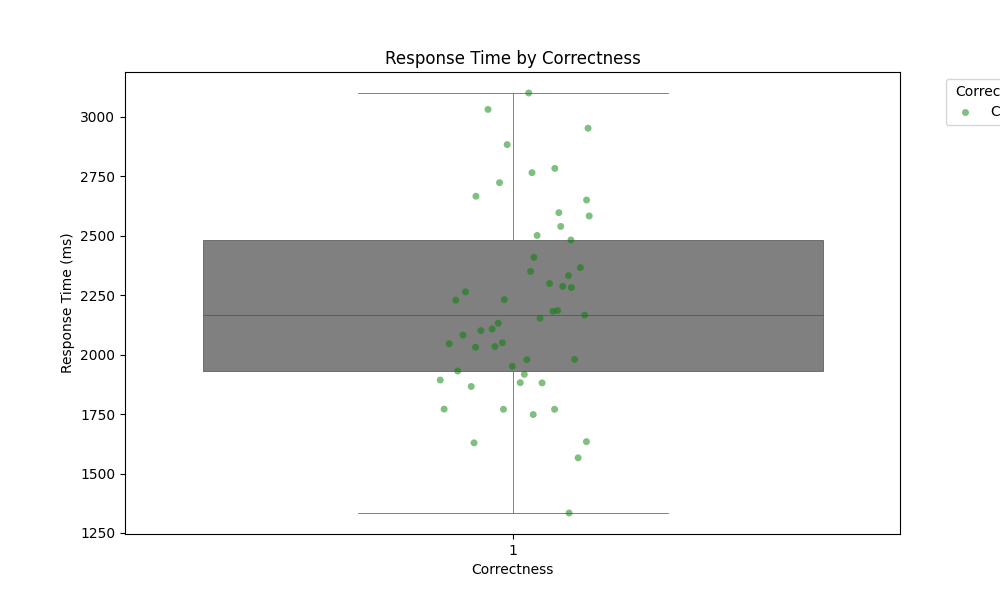 Response Time by Correctness
Correc
C
3000
2750
2500
2250
2000
1750
1500
1250
Response Time (ms)
1
Correctness